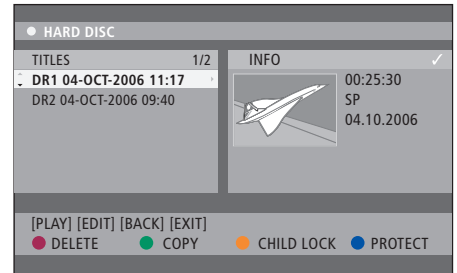 HARD DISC
TITLES 1/2
DR1 04-OCT-2006 11:17
DR2 04-OCT-2006 09:40
INFO
00:25:30
SP
04.10.2006
[PLAY] [EDIT] [BACK] [EXIT]
DELETE COPY CHILD LOCK PROTECT